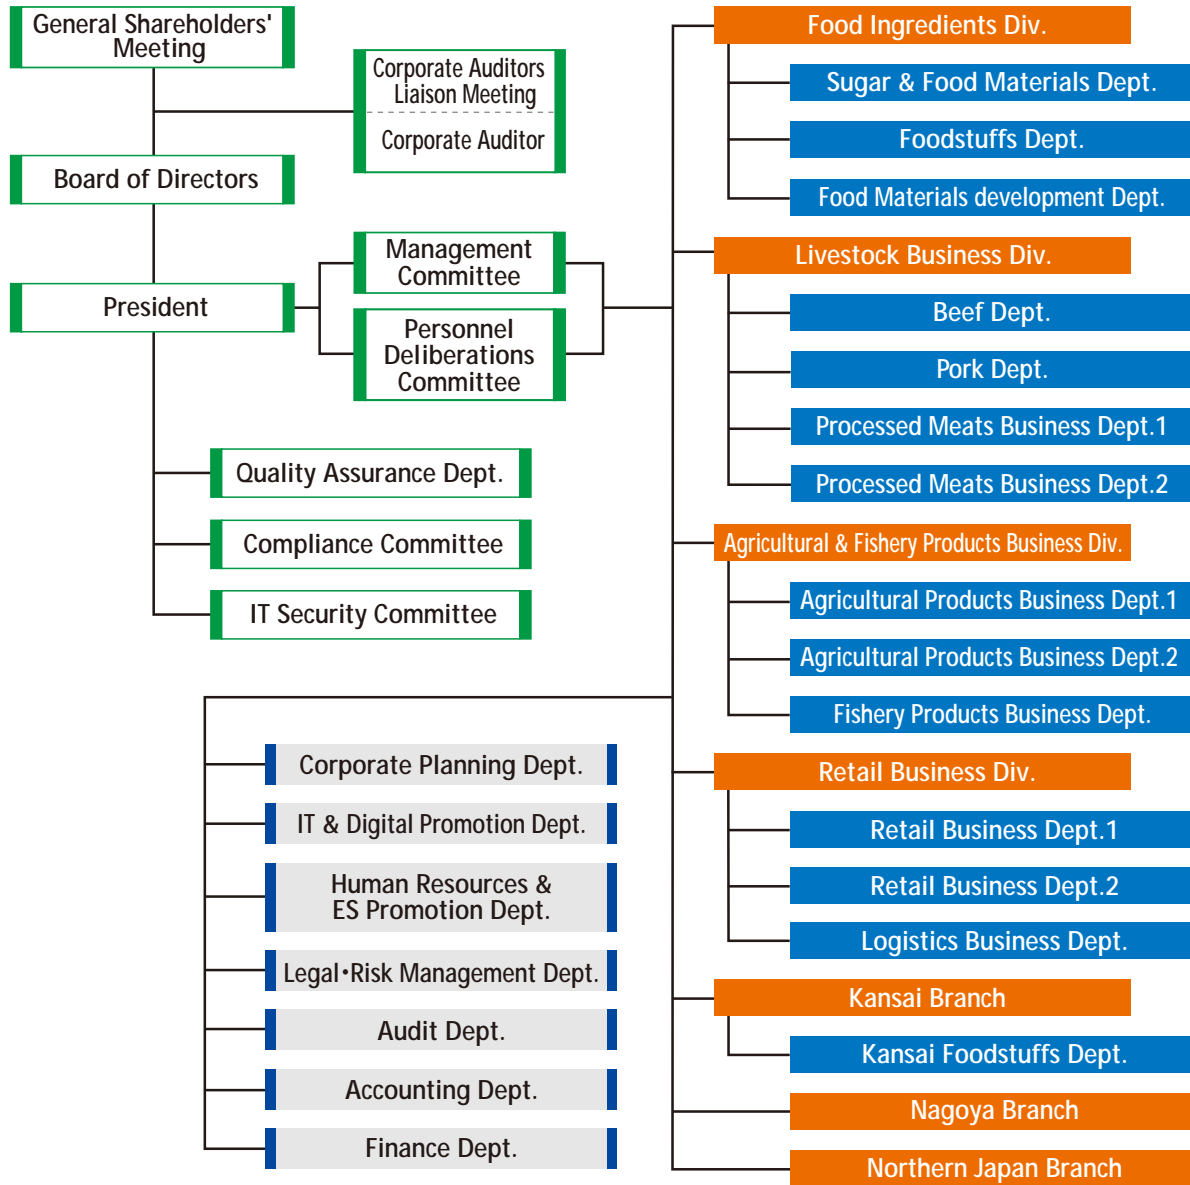 General Shareholders'
Meeting
Corporate Auditors
Liaison Meeting
Corporate Auditor
Board of Directors
President
Management
Committee
Personnel
Deliberations
Committee
Quality Assurance Dept.
Compliance Committee
IT Security Committee
Corporate Planning Dept.
IT & Digital Promotion Dept.
Human Resources &
ES Promotion Dept.
Legal・Risk Management Dept.
Audit Dept.
Accounting Dept.
Finance Dept.
Food Ingredients Div.
Sugar & Food Materials Dept.
Foodstuffs Dept.
Food Materials development Dept.
Livestock Business Div.
Beef Dept.
Pork Dept.
Processed Meats Business Dept.1
Processed Meats Business Dept.2
Agricultural & Fishery Products Business Div.
Agricultural Products Business Dept.1
Agricultural Products Business Dept.2
Fishery Products Business Dept.
Retail Business Div.
Retail Business Dept.1
Retail Business Dept.2
Logistics Business Dept.
Kansai Branch
Kansai Foodstuffs Dept.
Nagoya Branch
Northern Japan Branch